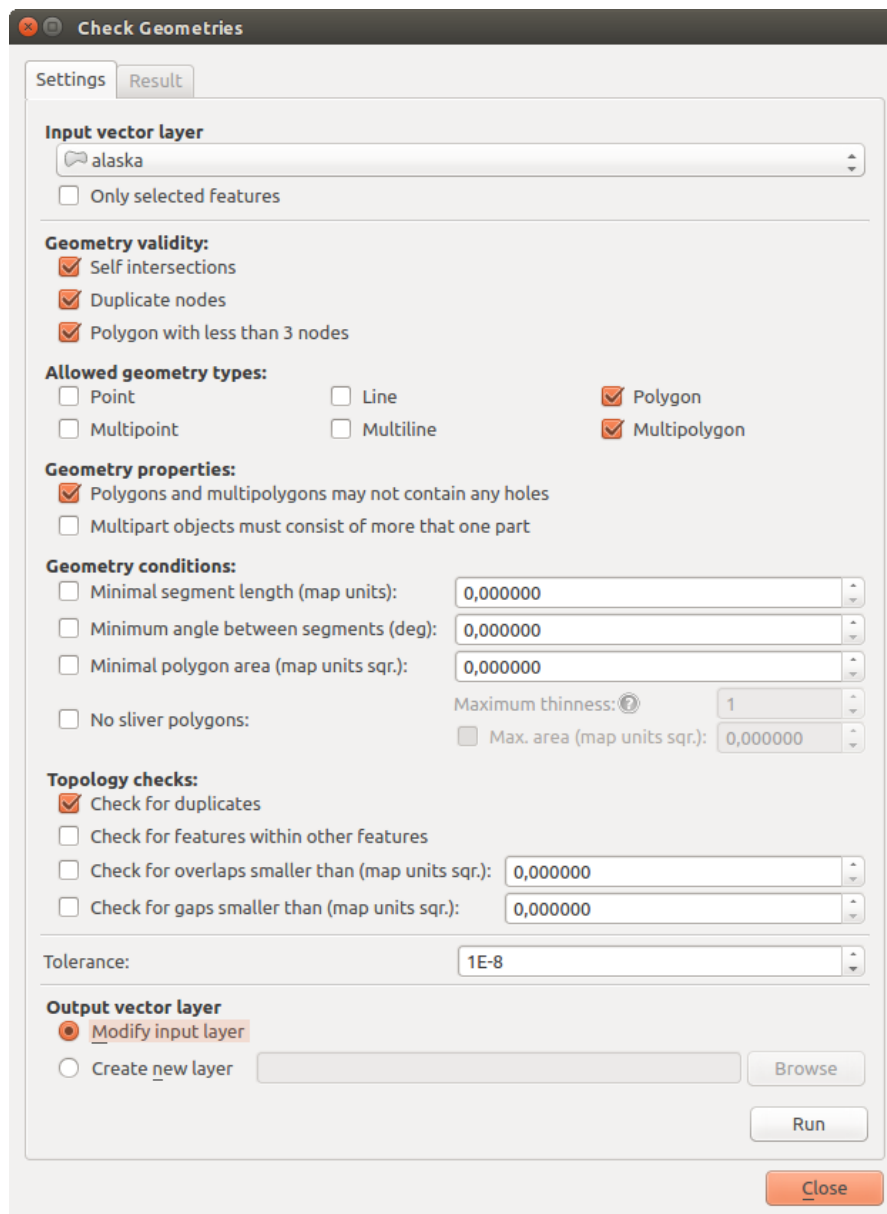 Check Geometries
Settings Result
Input vector layer
alaska
Only selected features
Geometry validity:
Self intersections
Duplicate nodes
Polygon with less than 3 nodes
Allowed geometry types:
Point Line Polygon
Multipoint Multiline Multipolygon
Geometry properties:
Polygons and multipolygons may not contain any holes
Multipart objects must consist of more that one part
Geometry conditions:
Minimal segment length (map units): 0,000000
Minimum angle between segments (deg): 0,000000
Minimal polygon area (map units sqr.): 0,000000
Maximum thinness: ? 1
No sliver polygons:
Max. area (map units sqr.): 0,000000
Topology checks:
Check for duplicates
Check for features within other features
Check for overlaps smaller than (map units sqr.): 0,000000
Check for gaps smaller than (map units sqr.): 0,000000
Tolerance: 1E-8
Output vector layer
Modify input layer
Create new layer Browse
Run
Close